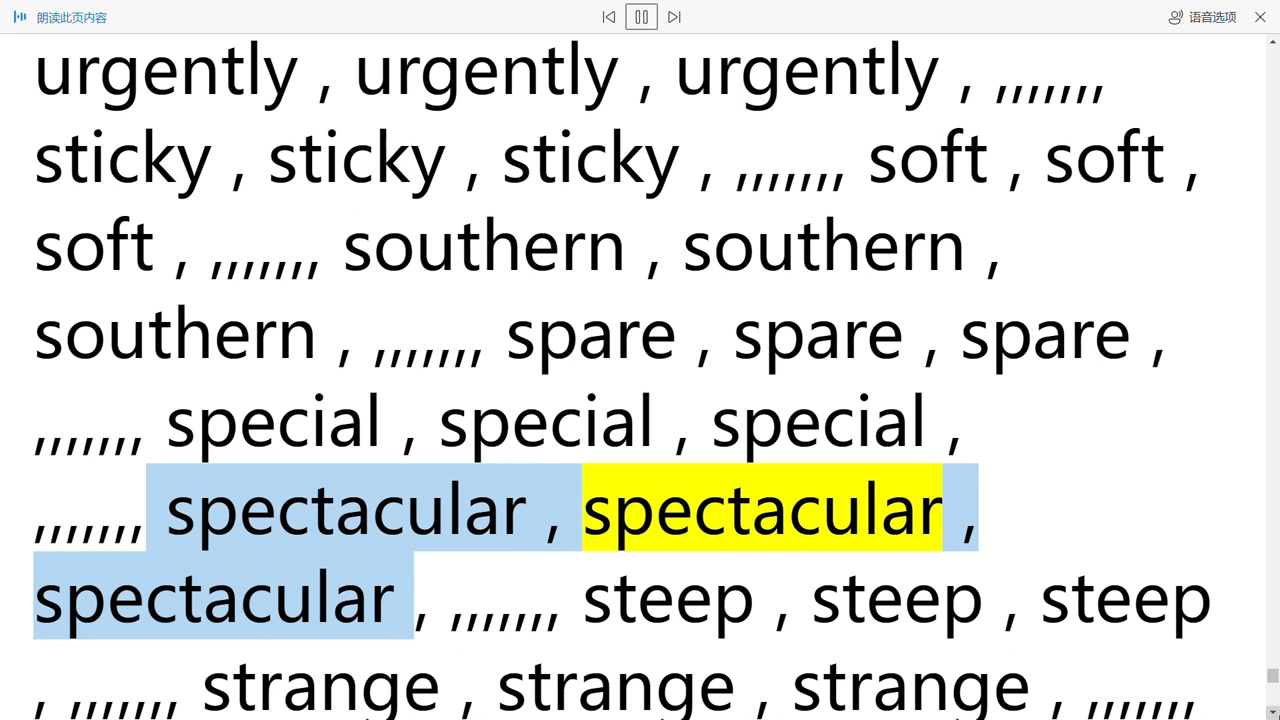 朗读此页内容
语音选项
urgently , urgently , urgently , ,,,,,,,
sticky , sticky , sticky , ,,,,,,, soft , soft ,
soft , ,,,,,,, southern , southern ,
southern , ,,,,,,, spare , spare , spare ,
,,,,,,, special , special , special ,
,,,,,,, spectacular , spectacular ,
spectacular , ,,,,,,, steep , steep , steep
, ,,,,,,, strange , strange , strange , ,,,,,,,